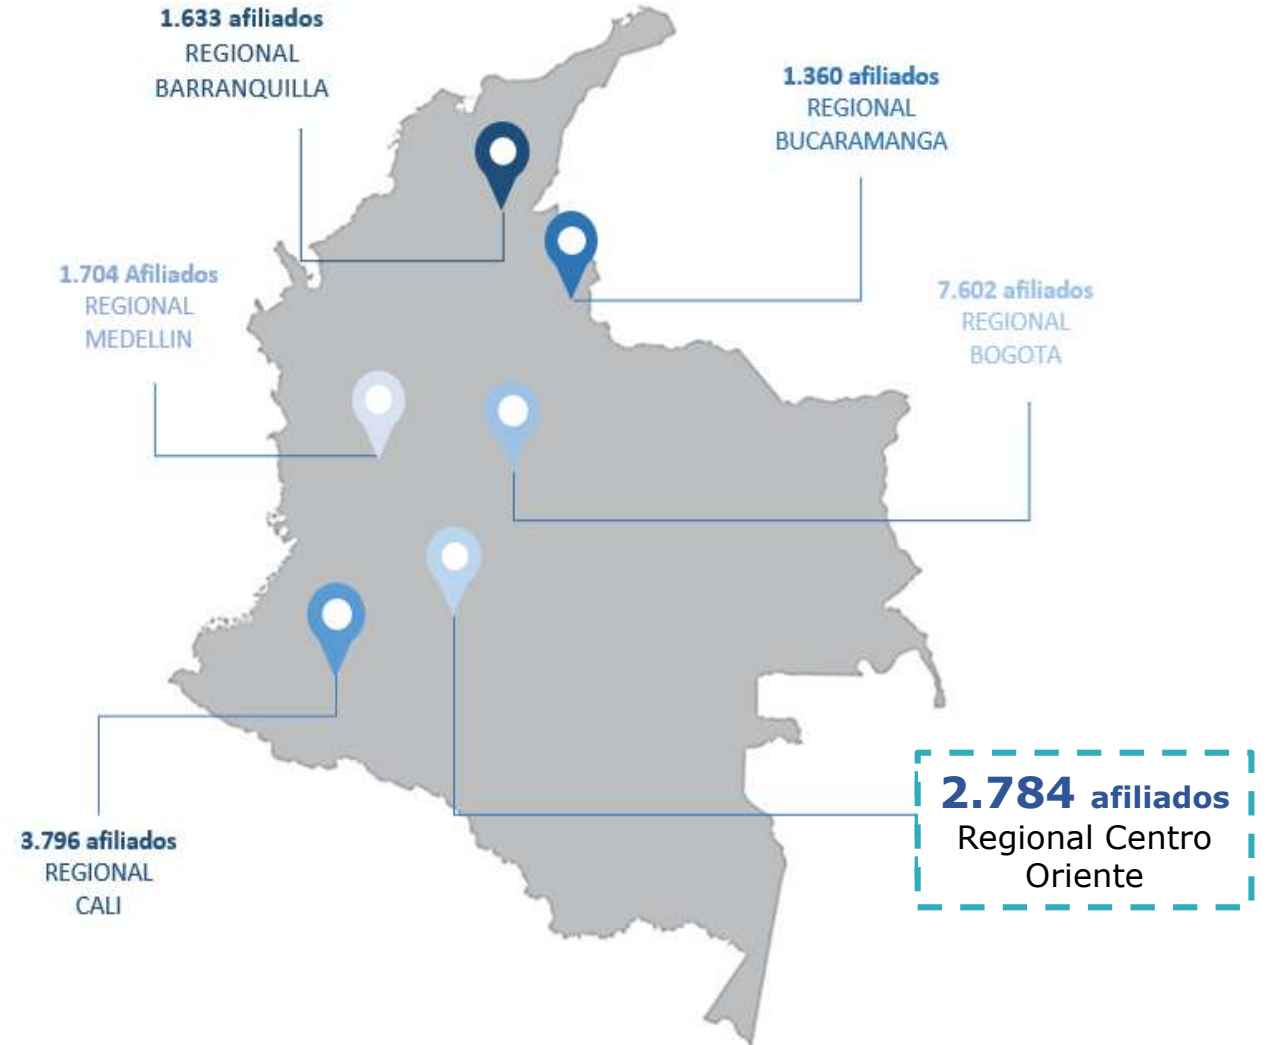 1.633 afiliados
REGIONAL
BARRANQUILLA
1.360 afiliados
REGIONAL
BUCARAMANGA
1.704 Afiliados
REGIONAL
MEDELLIN
7.602 afiliados
REGIONAL
BOGOTA
3.796 afiliados
REGIONAL
CALI
2.784 afiliados
Regional Centro
Oriente